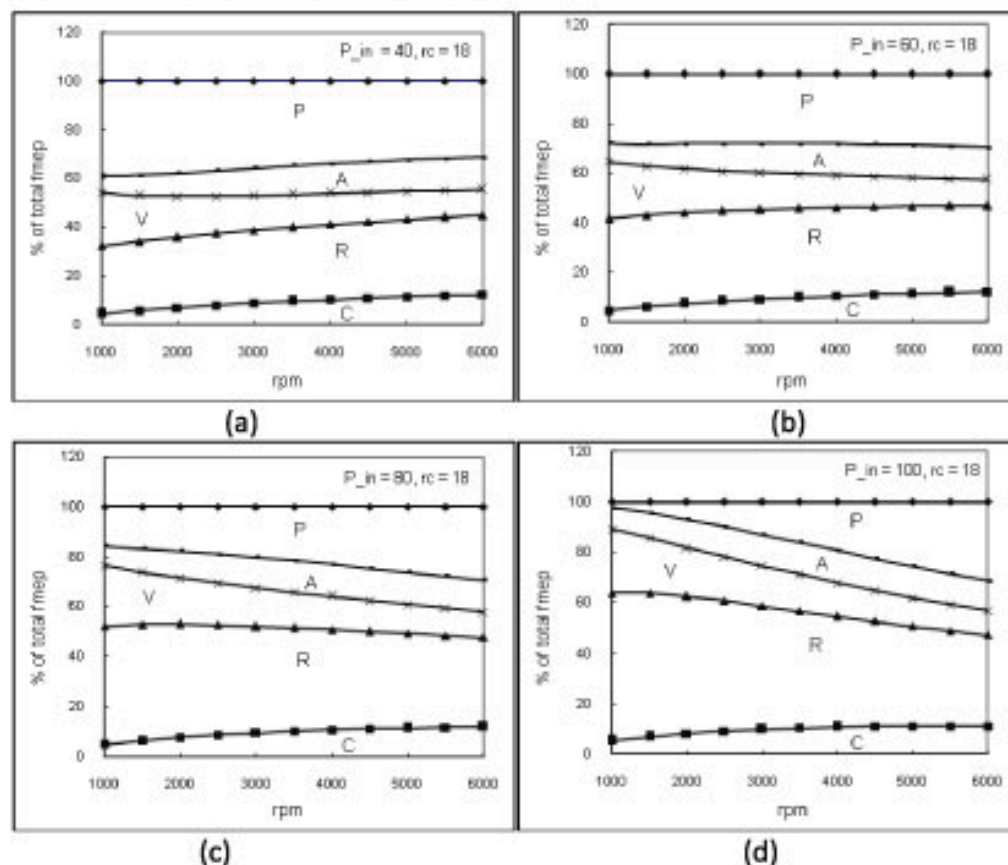 P_in = 40, rc = 18
% of total fmep
120
100
80
60
40
20
0
P
A
V
R
C
1000 2000 3000 4000 5000 6000
rpm
(a)
P_in = 60, rc = 18
% of total fmep
120
100
80
60
40
20
0
P
A
V
R
C
1000 2000 3000 4000 5000 6000
rpm
(b)
P_in = 80, rc = 18
% of total fmep
120
100
80
60
40
20
0
P
A
V
R
C
1000 2000 3000 4000 5000 6000
rpm
(c)
P_in = 100, rc = 18
% of total fmep
120
100
80
60
40
20
0
P
A
V
R
C
1000 2000 3000 4000 5000 6000
rpm
(d)